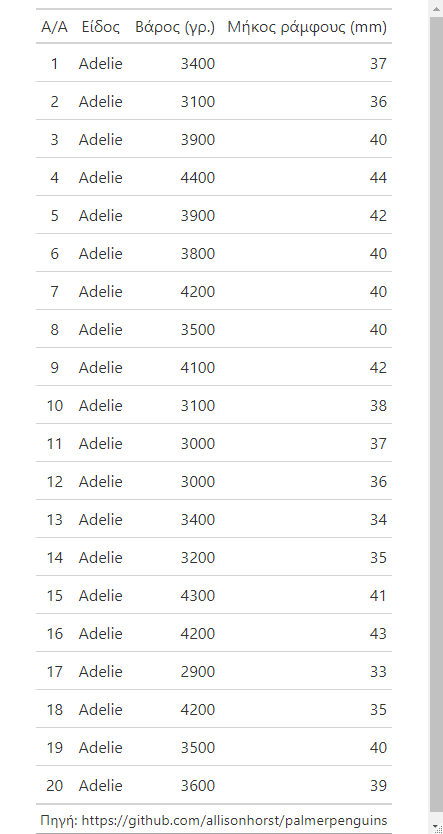 Α/Α Είδος Βάρος (γρ.) Μήκος ράμφους (mm)
1 Adelie 3400 37
2 Adelie 3100 36
3 Adelie 3900 40
4 Adelie 4400 44
5 Adelie 3900 42
6 Adelie 3800 40
7 Adelie 4200 40
8 Adelie 3500 40
9 Adelie 4100 42
10 Adelie 3100 38
11 Adelie 3000 37
12 Adelie 3000 36
13 Adelie 3400 34
14 Adelie 3200 35
15 Adelie 4300 41
16 Adelie 4200 43
17 Adelie 2900 33
18 Adelie 4200 35
19 Adelie 3500 40
20 Adelie 3600 39
Πηγή: https://github.com/allisonhorst/palmerpenguins